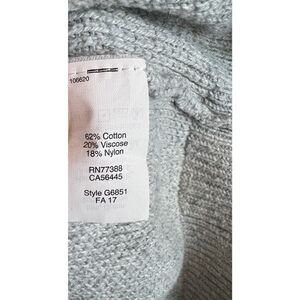 106620
62% Cotton
20% Viscose
18% Nylon
RN77388
CA56445
Style G6851
FA 17